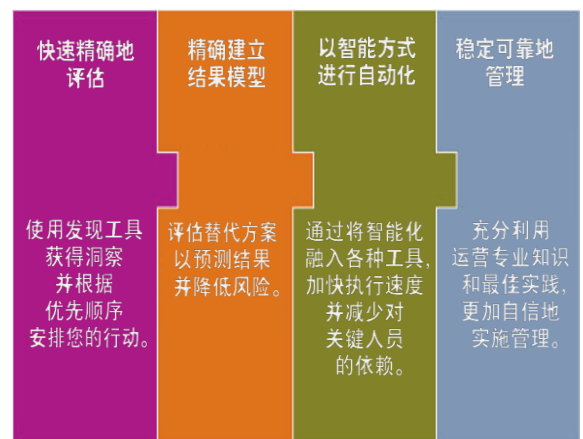 快速精确地
评估
使用发现工具
获得洞察
并根据
优先顺序
安排您的行动。
精确建立
结果模型
评估替代方案
以预测结果
并降低风险。
以智能方式
进行自动化
通过将智能化
融入各种工具,
加快执行速度
并减少对
关键人员
的依赖。
稳定可靠地
管理
充分利用
运营专业知识
和最佳实践,
更加自信地
实施管理。